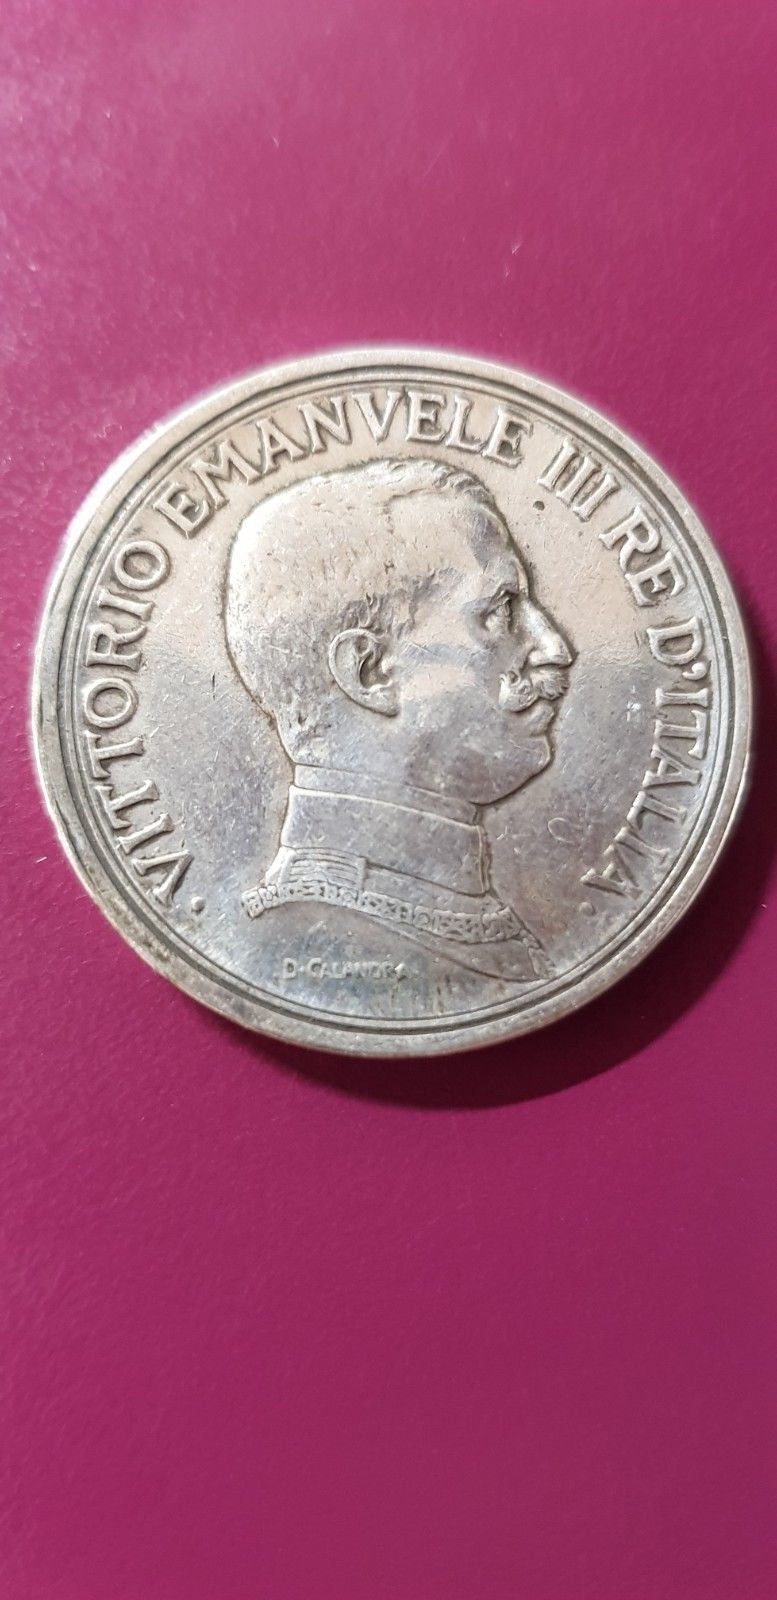 · VITTORIO EMANVELE III RE D'ITALIA ·
D · CALANDRA